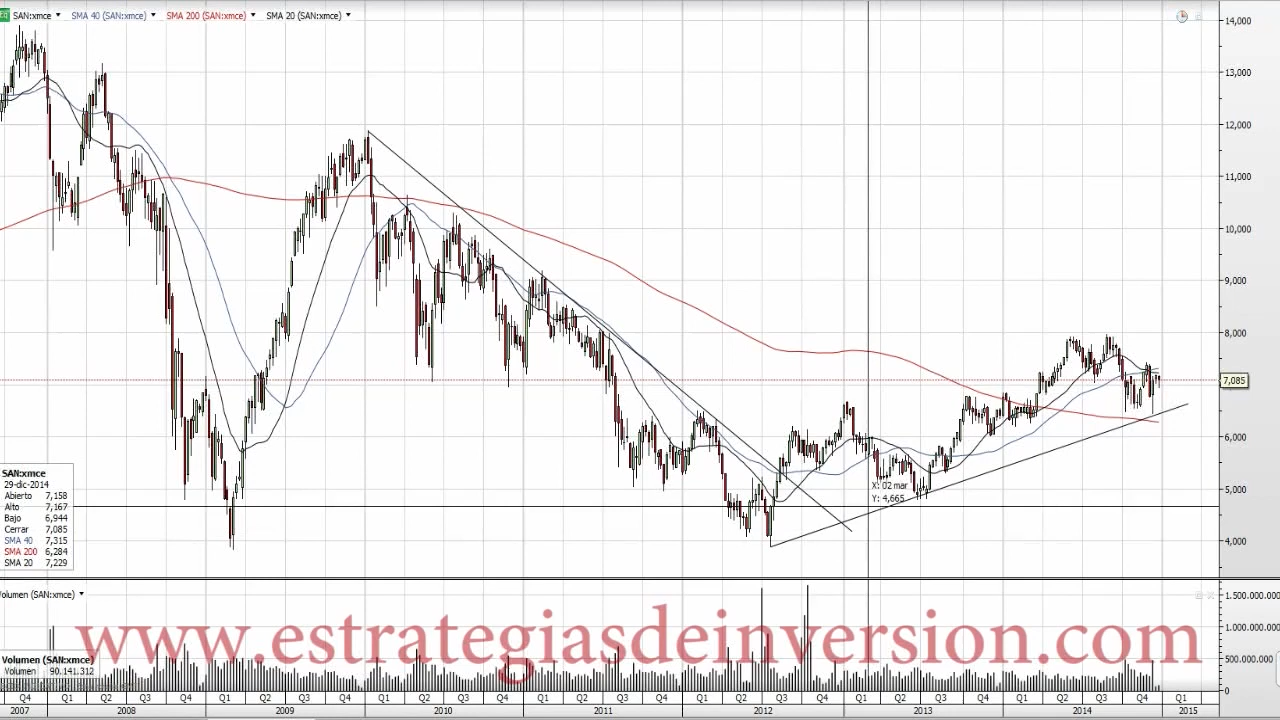 SAN:xmce SMA 40 (SAN:xmce) SMA 200 (SAN:xmce) SMA 20 (SAN:xmce)
14,000
13,000
12,000
11,000
10,000
9,000
8,000
7,085
6,000
5,000
4,000
X: 02 mar
Y: 4,665
SAN:xmce
29-dic-2014
Abierto 7,158
Alto 7,167
Bajo 6,944
Cerrar 7,085
SMA 40 7,315
SMA 200 6,284
SMA 20 7,229
olumen (SAN:xmce)
1.500.000.000
1.000.000.000
500.000.000
0
www.estrategiasdeinversion.com
Volumen (SAN:xmce)
Volumen 90.141.312
Q4 Q1 Q2 Q3 Q4 Q1 Q2 Q3 Q4 Q1 Q2 Q3 Q4 Q1 Q2 Q3 Q4 Q1 Q2 Q3 Q4 Q1 Q2 Q3 Q4 Q1 Q2 Q3 Q4 Q1
2007 2008 2009 2010 2011 2012 2013 2014 2015